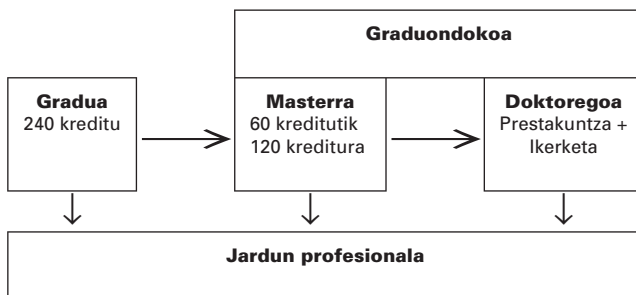 Graduondokoa
Gradua
240 kreditu
Masterra
60 kreditutik
120 kreditura
Doktoregoa
Prestakuntza +
Ikerketa
Jardun profesionala